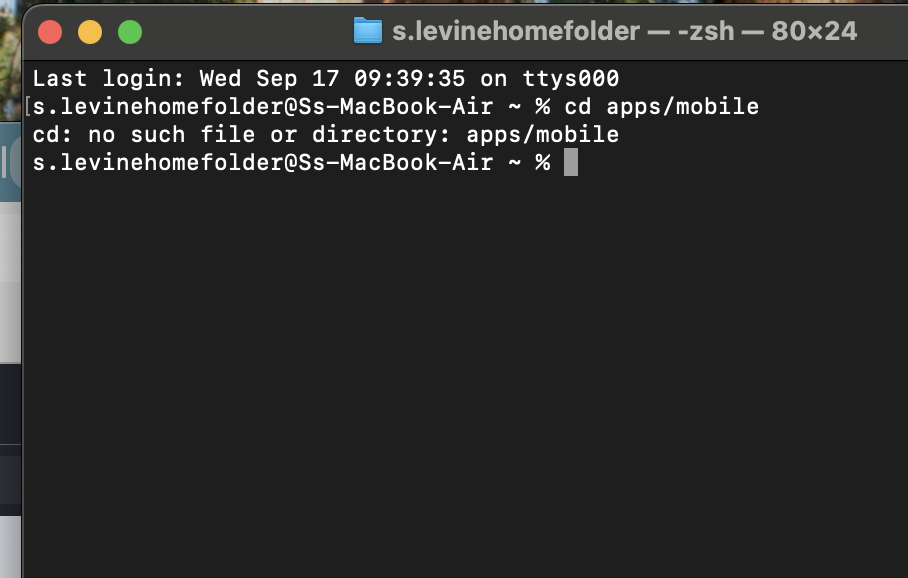 s.levinehomefolder — -zsh — 80×24
Last login: Wed Sep 17 09:39:35 on ttys000
[s.levinehomefolder@Ss-MacBook-Air ~ % cd apps/mobile
cd: no such file or directory: apps/mobile
s.levinehomefolder@Ss-MacBook-Air ~ %